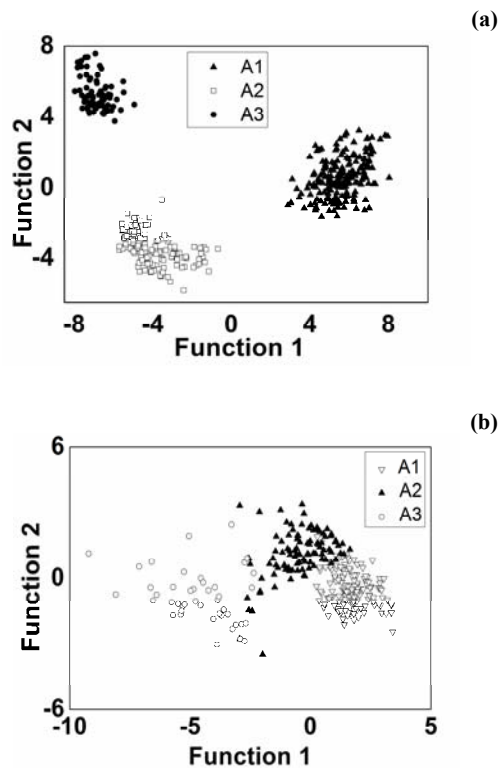 (a)
8
4
0
-4
Function 2
A1
A2
A3
-8 -4 0 4 8
Function 1
(b)
6
0
-6
Function 2
A1
A2
A3
-10 -5 0 5
Function 1